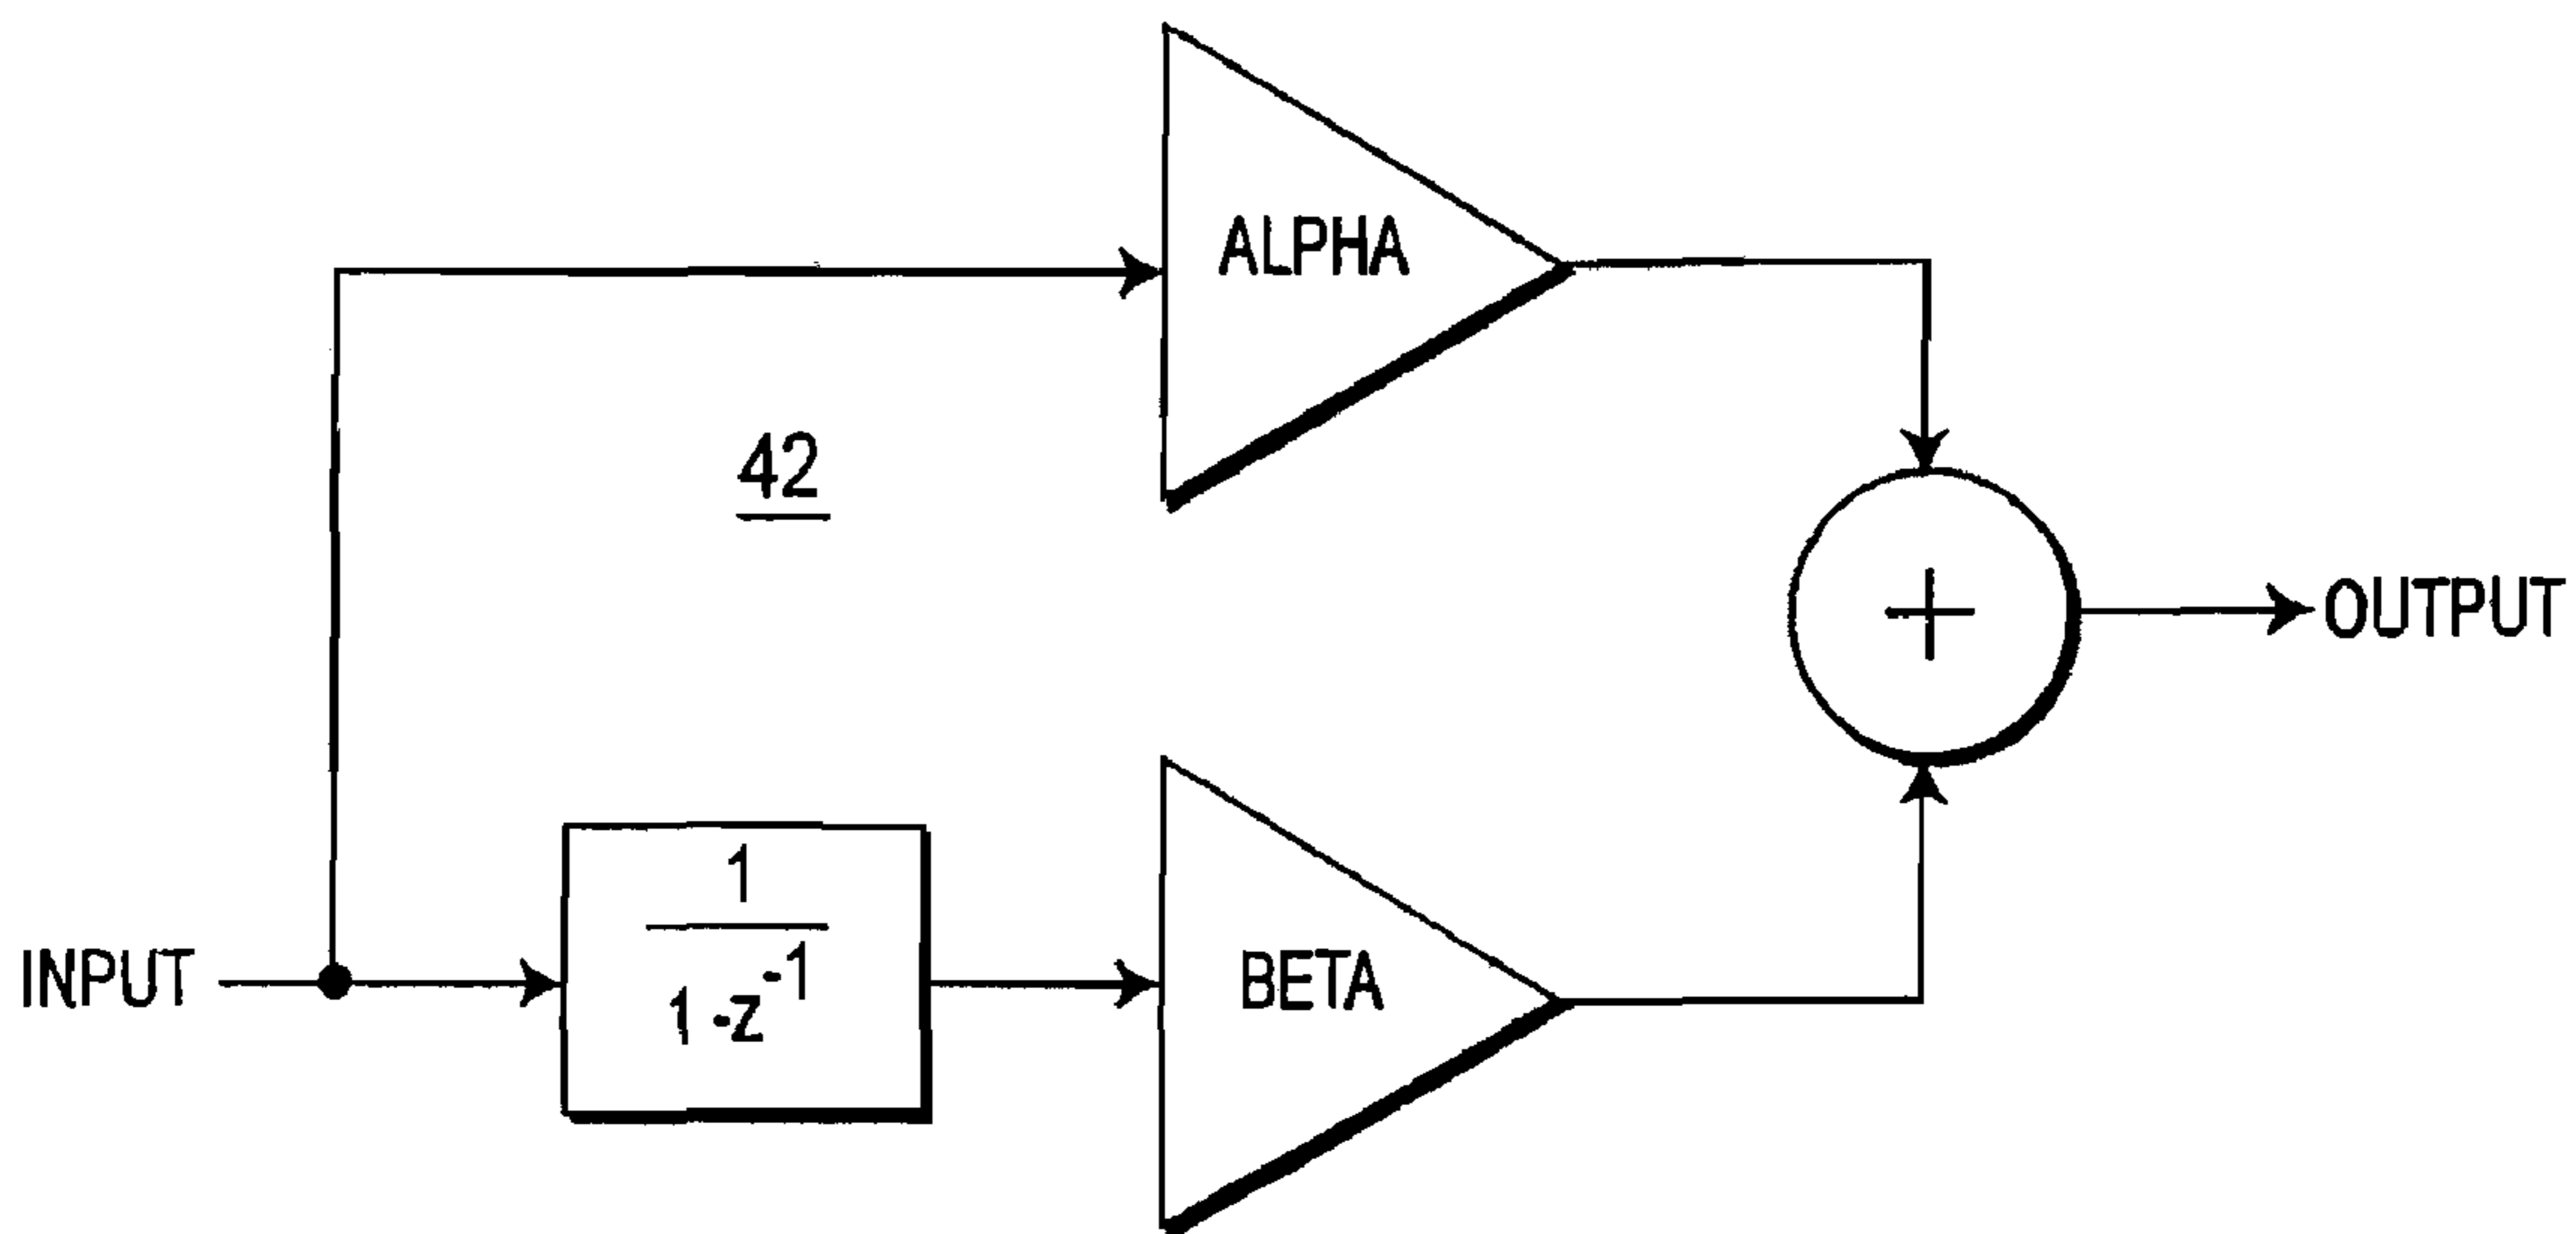 ALPHA
42
+
OUTPUT
1
1-z-1
INPUT
BETA